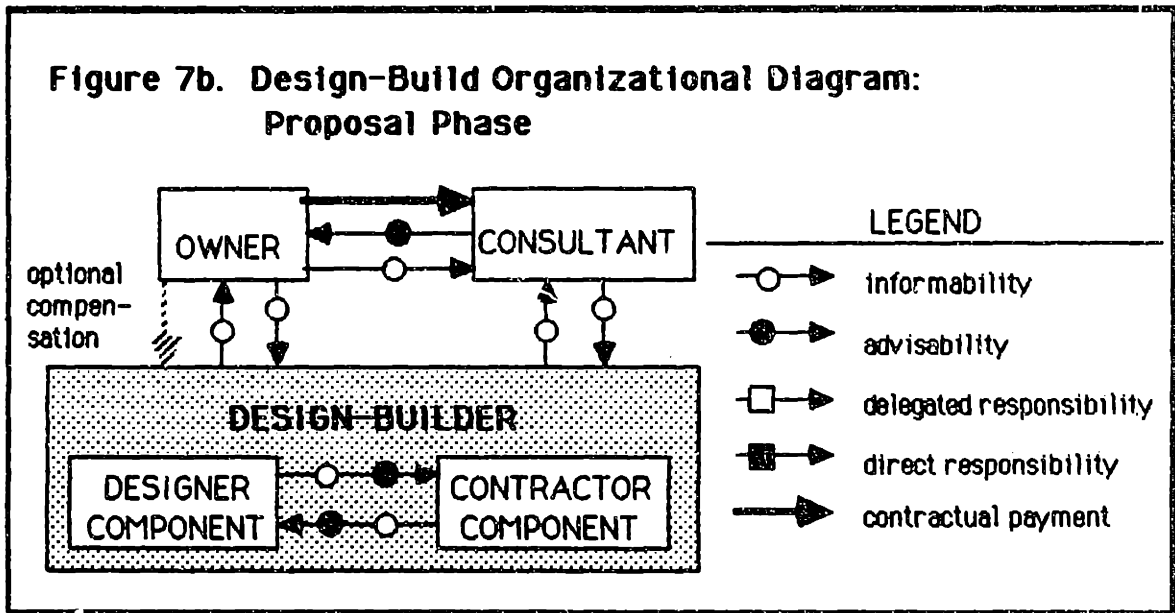 Figure 7b. Design-Build Organizational Diagram:
Proposal Phase
OWNER
CONSULTANT
optional
compen-
sation
DESIGN-BUILDER
DESIGNER
COMPONENT
CONTRACTOR
COMPONENT
LEGEND
informability
advisability
delegated responsibility
direct responsibility
contractual payment